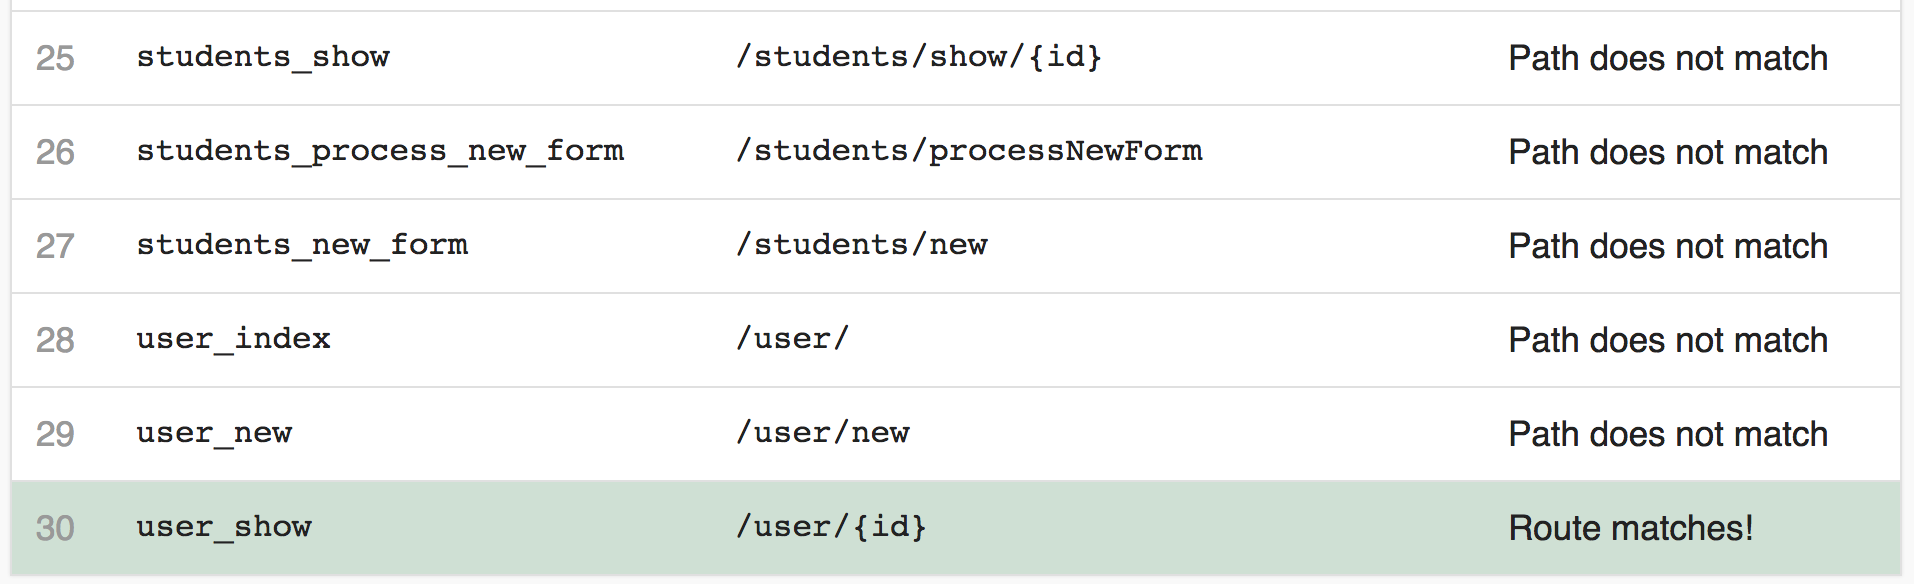 25 students_show /students/show/{id} Path does not match
26 students_process_new_form /students/processNewForm Path does not match
27 students_new_form /students/new Path does not match
28 user_index /user/ Path does not match
29 user_new /user/new Path does not match
30 user_show /user/{id} Route matches!